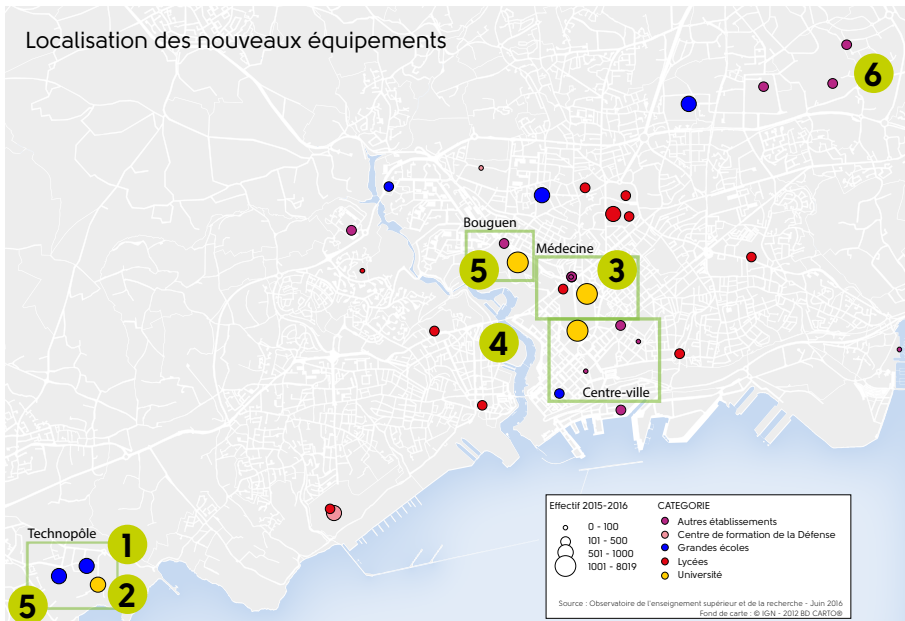 Localisation des nouveaux équipements
6
Bouguen
Médecine
5
3
4
Centre-ville
Technopôle
1
2
5
Effectif 2015-2016
0 - 100
101 - 500
501 - 1000
1001 - 8019
CATEGORIE
Autres établissements
Centre de formation de la Défense
Grandes écoles
Lycées
Université
Source : Observatoire de l'enseignement supérieur et de la recherche - Juin 2016
Fond de carte : © IGN - 2012 BD CARTO®